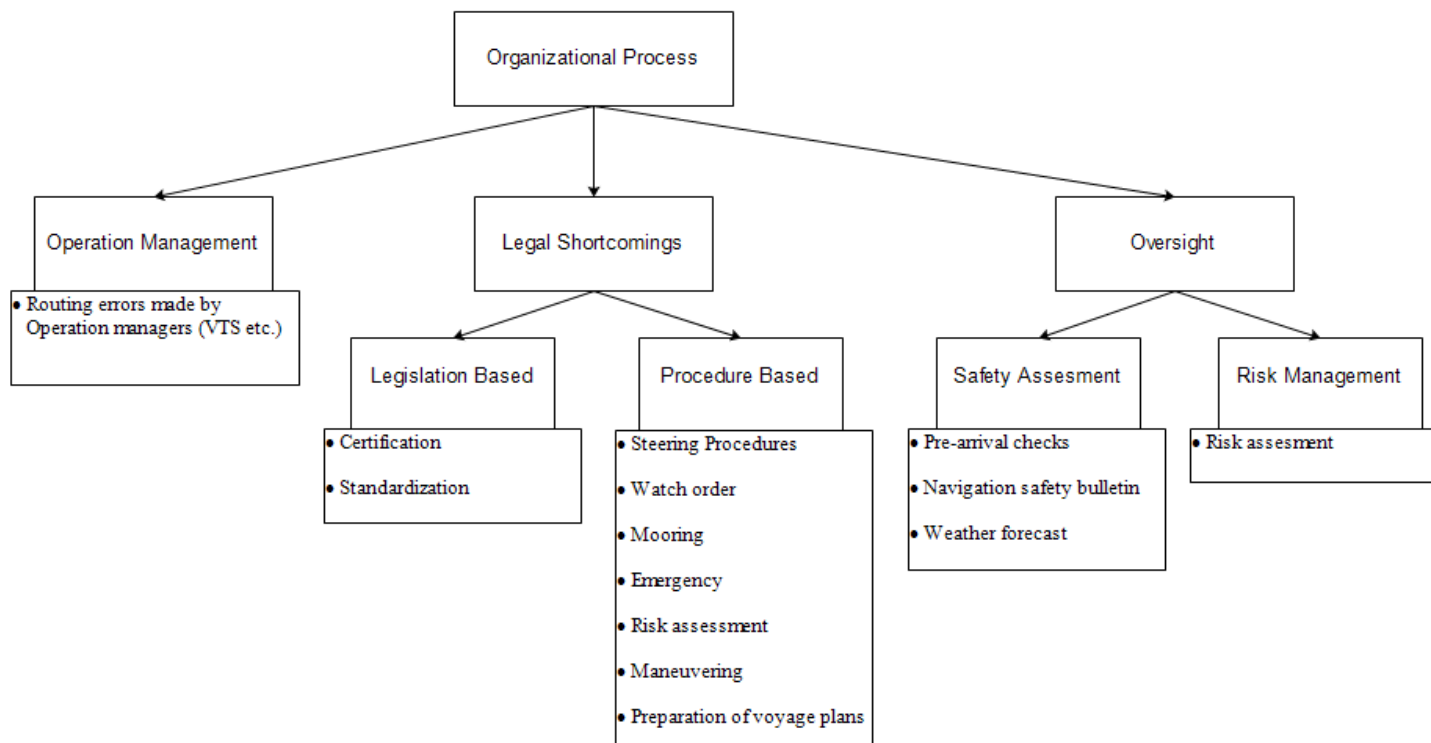 Organizational Process
Operation Management
Legal Shortcomings
Oversight
• Routing errors made by
Operation managers (VTS etc.)
Legislation Based
Procedure Based
Safety Assesment
Risk Management
• Certification
• Standardization
• Steering Procedures
• Watch order
• Mooring
• Emergency
• Risk assessment
• Maneuvering
• Preparation of voyage plans
• Pre-arrival checks
• Navigation safety bulletin
• Weather forecast
• Risk assesment